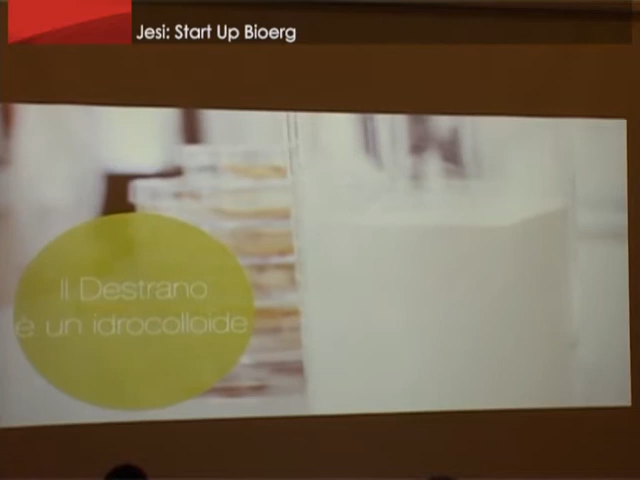 Jesi: Start Up Bioerg
Il Destrano
è un idrocolloide